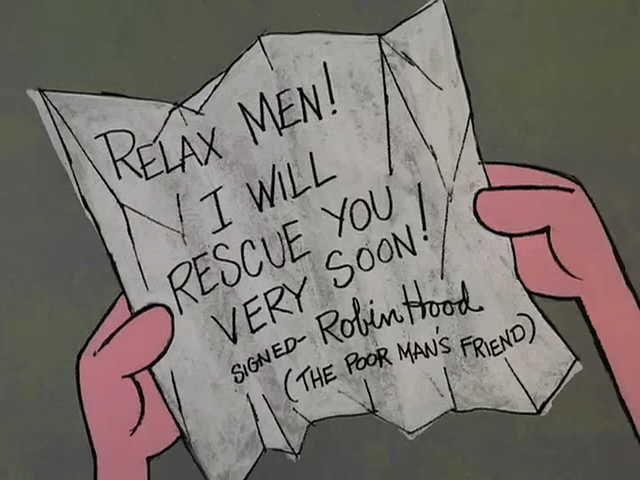 RELAX MEN!
I WILL
RESCUE YOU
VERY SOON!
SIGNED- Robin Hood
(THE POOR MAN'S FRIEND)